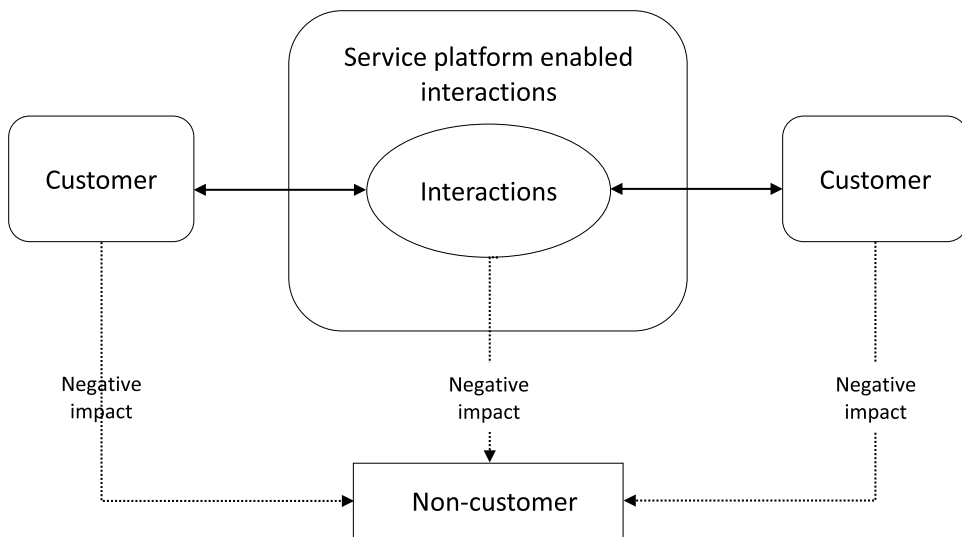 Service platform enabled
interactions
Customer
Interactions
Customer
Negative
impact
Negative
impact
Negative
impact
Non-customer